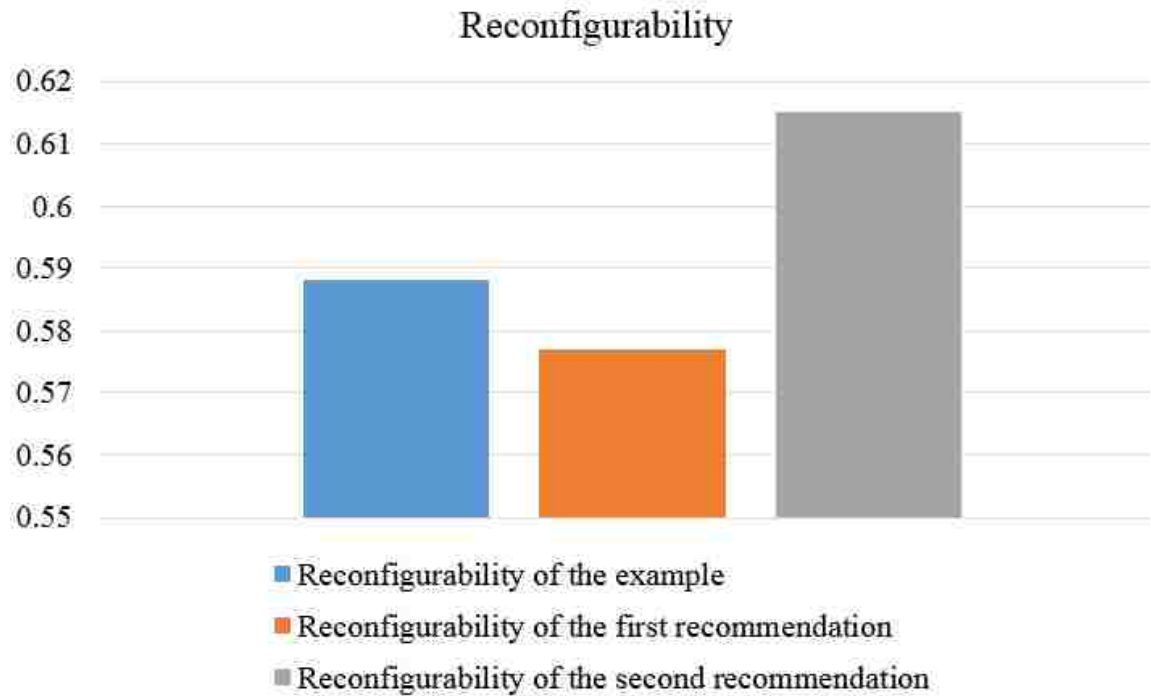 Reconfigurability
0.62
0.61
0.6
0.59
0.58
0.57
0.56
0.55
Reconfigurability of the example
Reconfigurability of the first recommendation
Reconfigurability of the second recommendation